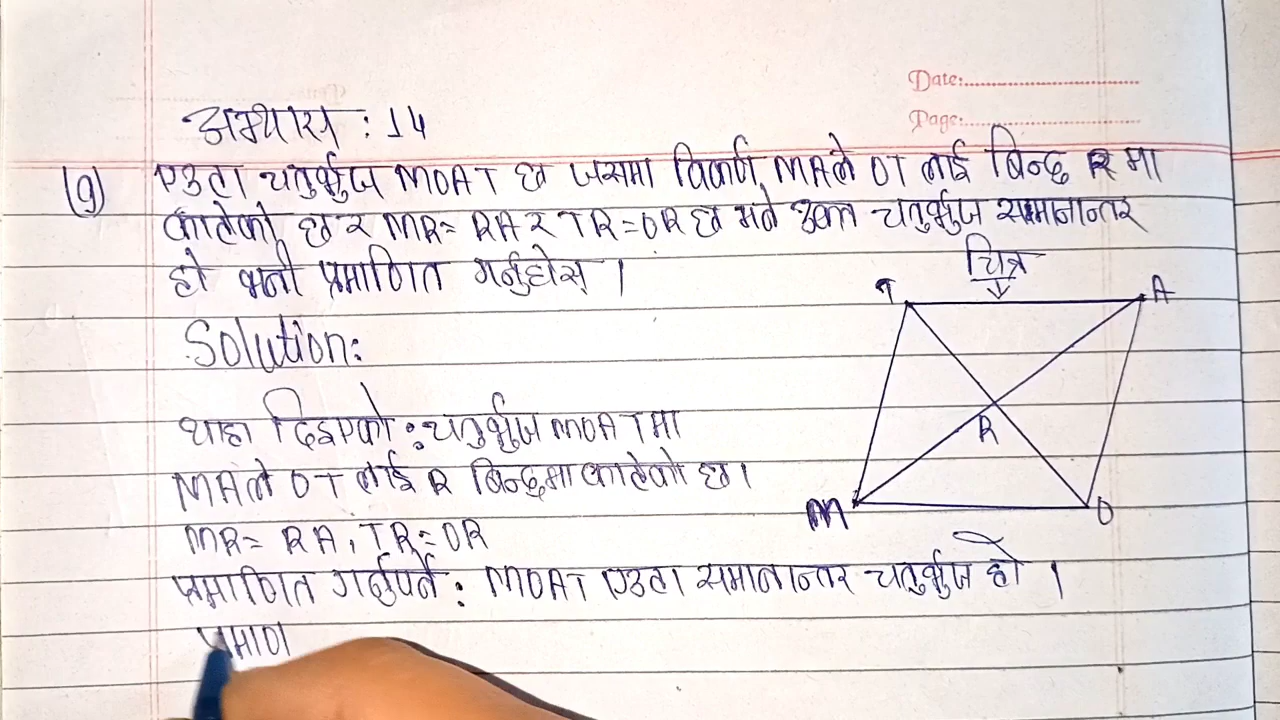 Date:
Page:
अभ्यास : 14
(9) एउटा चतुर्भुज MOAT छ जसमा विकर्ण MA ले OT लाई बिन्दु R मा
काटेको छ र MR = RA र TR = OR छ भने उक्त चतुर्भुज समानान्तर
हो भनी प्रमाणित गर्नुहोस् ।
चित्र
T A
Solution:
थाहा दिइएको : चतुर्भुज MOAT मा
R
MA ले OT लाई R बिन्दुमा काटेको छ।
M O
MR = RA, TR = OR
प्रमाणित गर्नुपर्ने : MOAT एउटा समानान्तर चतुर्भुज हो ।
प्रमाण